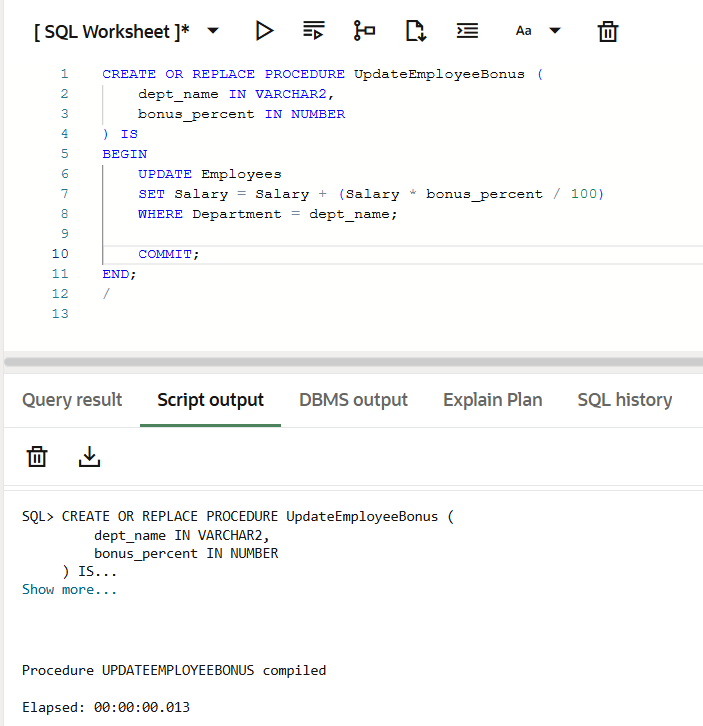 [ SQL Worksheet ]* Aa
1 CREATE OR REPLACE PROCEDURE UpdateEmployeeBonus (
2     dept_name IN VARCHAR2,
3     bonus_percent IN NUMBER
4 ) IS
5 BEGIN
6     UPDATE Employees
7     SET Salary = Salary + (Salary * bonus_percent / 100)
8     WHERE Department = dept_name;
9
10     COMMIT;
11 END;
12 /
13
Query result Script output DBMS output Explain Plan SQL history
SQL> CREATE OR REPLACE PROCEDURE UpdateEmployeeBonus (
         dept_name IN VARCHAR2,
         bonus_percent IN NUMBER
     ) IS...
Show more...
Procedure UPDATEEMPLOYEEBONUS compiled
Elapsed: 00:00:00.013